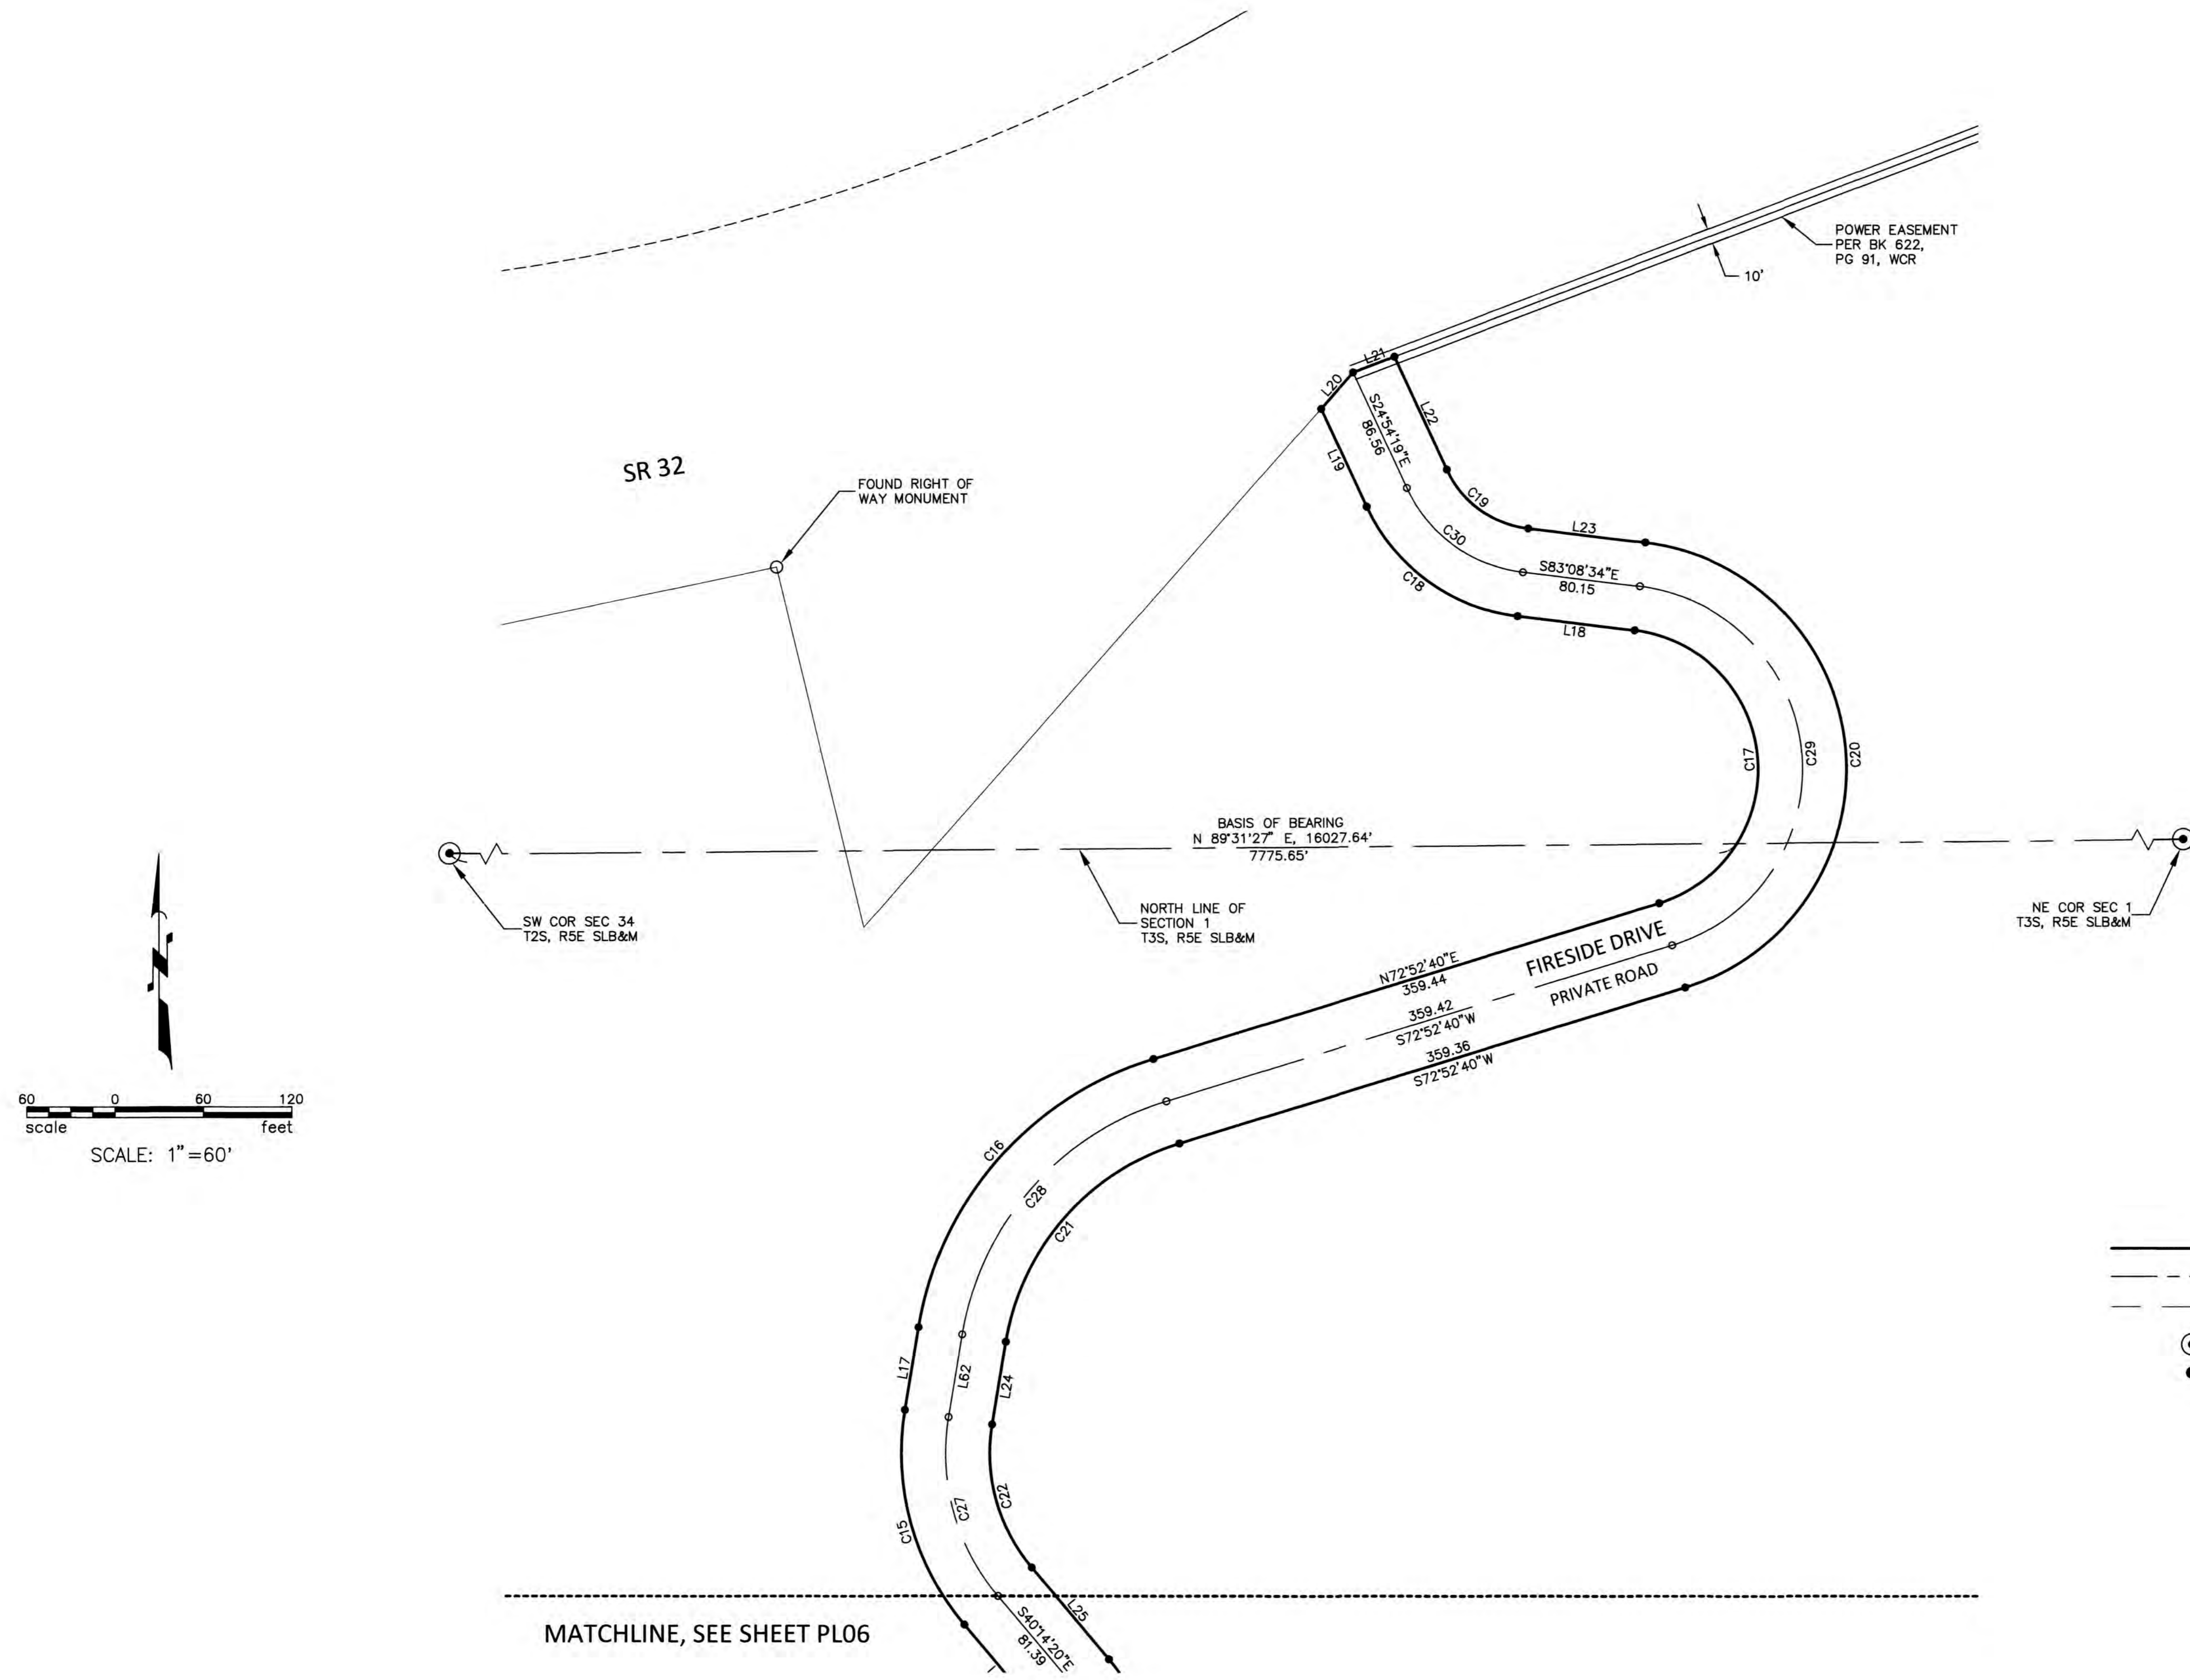 POWER EASEMENT
PER BK 622,
PG 91, WCR
10'
L21
L20
S24°54'19"E
86.56
L22
L19
SR 32
FOUND RIGHT OF
WAY MONUMENT
C19
L23
C30
S83°08'34"E
80.15
C18
L18
C17
C29
C20
BASIS OF BEARING
N 89°31'27" E, 16027.64'
7775.65'
SW COR SEC 34
T2S, R5E SLB&M
NORTH LINE OF
SECTION 1
T3S, R5E SLB&M
NE COR SEC 1
T3S, R5E SLB&M
N72°52'40"E
359.44
FIRESIDE DRIVE
PRIVATE ROAD
359.42
S72°52'40"W
359.36
S72°52'40"W
60 0 60 120
scale feet
SCALE: 1"=60'
C16
C28
C21
L17
L62
L24
C22
C27
C15
L25
S40°14'20"E
81.39
MATCHLINE, SEE SHEET PL06